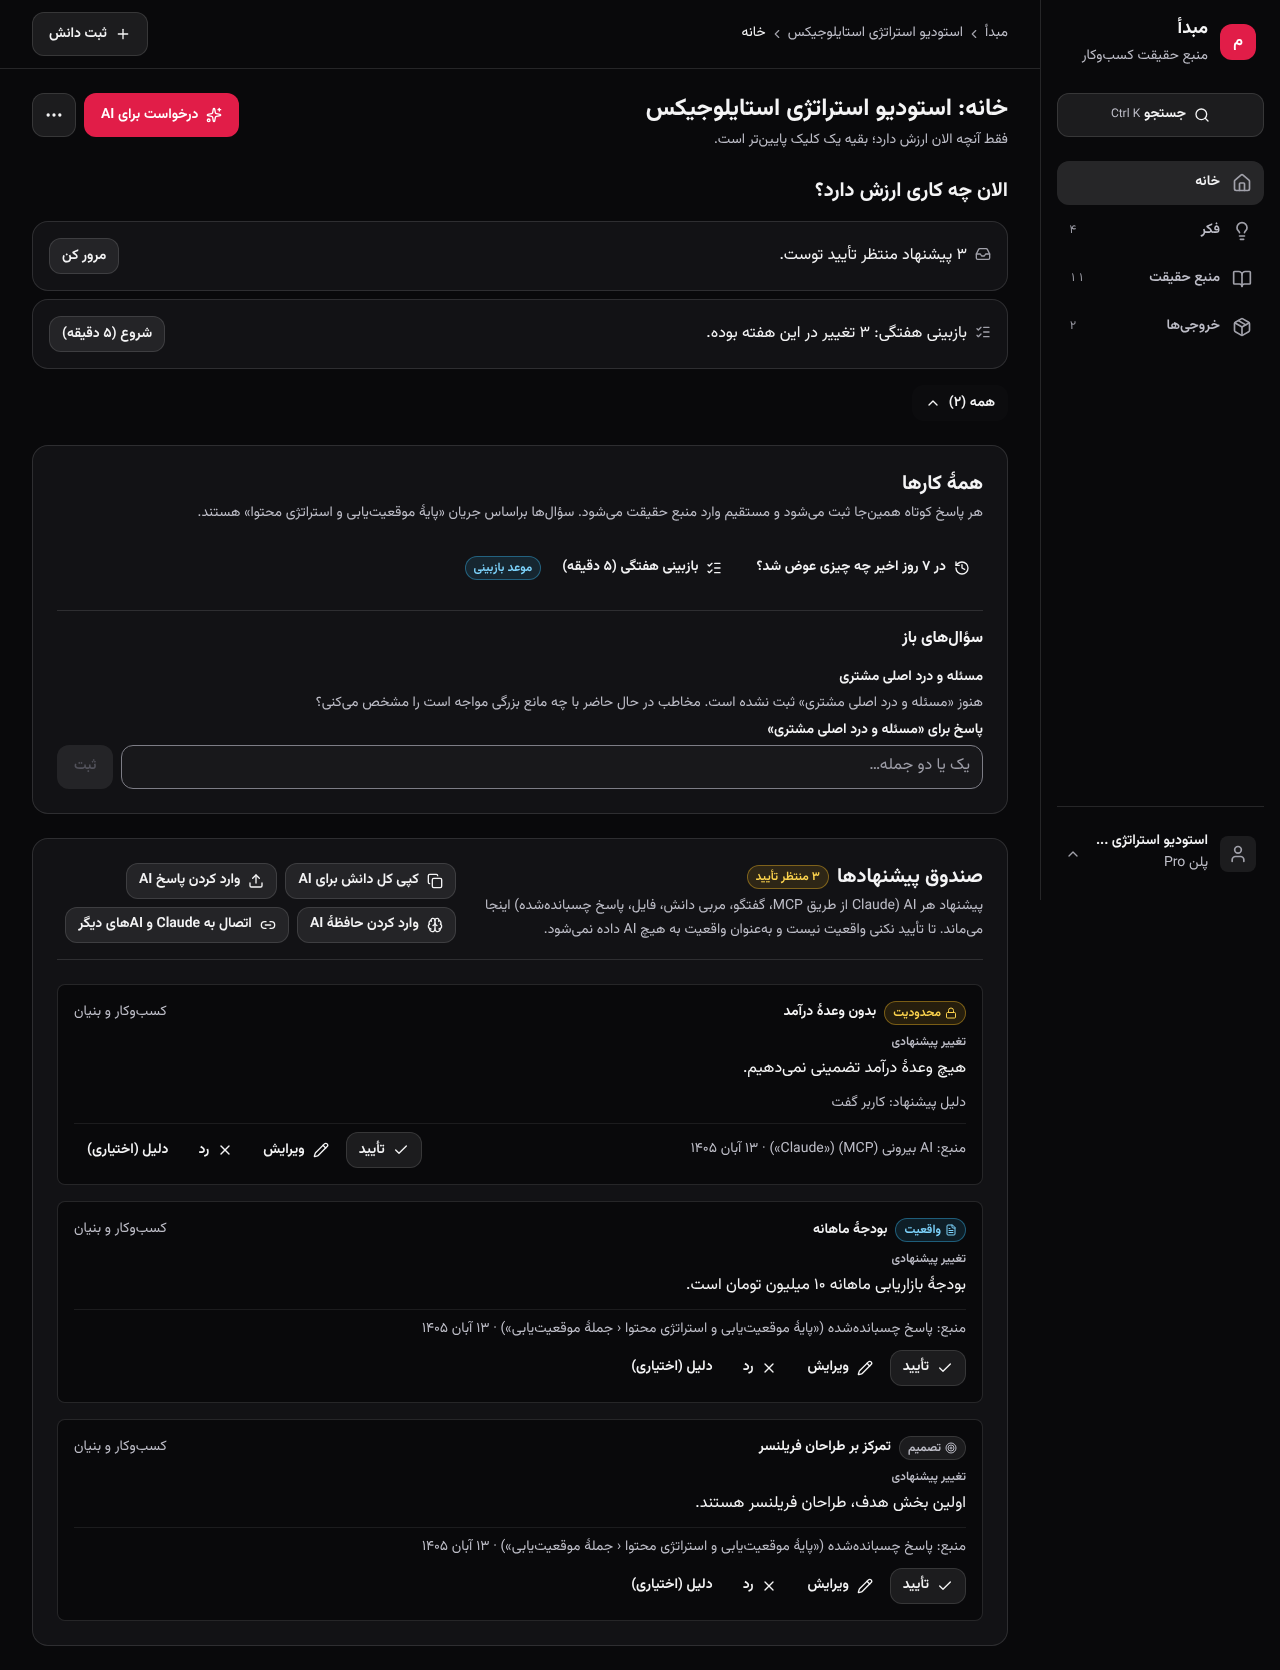 م
مبدأ
منبع حقیقت کسب‌وکار
جستجو Ctrl K
خانه
فکر ۴
منبع حقیقت ۱۱
خروجی‌ها ۲
استودیو استراتژی ...
پلن Pro
مبدأ › استودیو استراتژی استایلوجیکس › خانه
ثبت دانش
خانه: استودیو استراتژی استایلوجیکس
فقط آنچه الان ارزش دارد؛ بقیه یک کلیک پایین‌تر است.
درخواست برای AI
الان چه کاری ارزش دارد؟
۳ پیشنهاد منتظر تأیید توست.
مرور کن
بازبینی هفتگی: ۳ تغییر در این هفته بوده.
شروع (۵ دقیقه)
همه (۲)
همهٔ کارها
هر پاسخ کوتاه همین‌جا ثبت می‌شود و مستقیم وارد منبع حقیقت می‌شود. سؤال‌ها براساس جریان «پایهٔ موقعیت‌یابی و استراتژی محتوا» هستند.
در ۷ روز اخیر چه چیزی عوض شد؟
بازبینی هفتگی (۵ دقیقه)
موعد بازبینی
سؤال‌های باز
مسئله و درد اصلی مشتری
هنوز «مسئله و درد اصلی مشتری» ثبت نشده است. مخاطب در حال حاضر با چه مانع بزرگی مواجه است را مشخص می‌کنی؟
پاسخ برای «مسئله و درد اصلی مشتری»
یک یا دو جمله...
ثبت
صندوق پیشنهادها
۳ منتظر تأیید
پیشنهاد هر AI (Claude از طریق MCP، گفتگو، مربی دانش، فایل، پاسخ چسبانده‌شده) اینجا
می‌ماند. تا تأیید نکنی واقعیت نیست و به‌عنوان واقعیت به هیچ AI داده نمی‌شود.
کپی کل دانش برای AI
وارد کردن پاسخ AI
وارد کردن حافظهٔ AI
اتصال به Claude و AIهای دیگر
محدودیت
بدون وعدهٔ درآمد
کسب‌وکار و بنیان
تغییر پیشنهادی
هیچ وعدهٔ درآمد تضمینی نمی‌دهیم.
دلیل پیشنهاد: کاربر گفت
منبع: AI بیرونی (MCP) («Claude») · ۱۳ آبان ۱۴۰۵
تأیید
ویرایش
رد
دلیل (اختیاری)
واقعیت
بودجهٔ ماهانه
کسب‌وکار و بنیان
تغییر پیشنهادی
بودجهٔ بازاریابی ماهانه ۱۰ میلیون تومان است.
منبع: پاسخ چسبانده‌شده («پایهٔ موقعیت‌یابی و استراتژی محتوا › جملهٔ موقعیت‌یابی») · ۱۳ آبان ۱۴۰۵
تأیید
ویرایش
رد
دلیل (اختیاری)
تصمیم
تمرکز بر طراحان فریلنسر
کسب‌وکار و بنیان
تغییر پیشنهادی
اولین بخش هدف، طراحان فریلنسر هستند.
منبع: پاسخ چسبانده‌شده («پایهٔ موقعیت‌یابی و استراتژی محتوا › جملهٔ موقعیت‌یابی») · ۱۳ آبان ۱۴۰۵
تأیید
ویرایش
رد
دلیل (اختیاری)